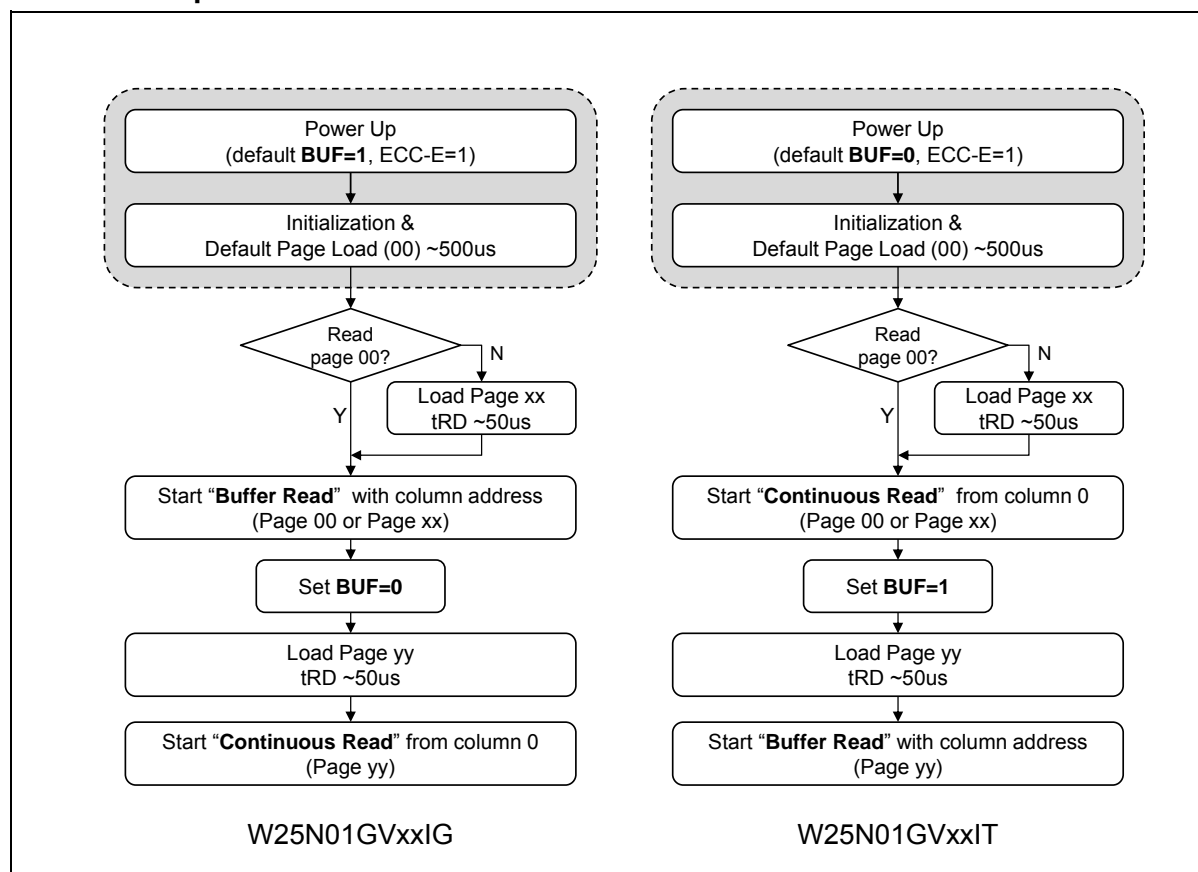 Power Up
(default BUF=1, ECC-E=1)
Initialization &
Default Page Load (00) ~500us
Read
page 00?
N
Y
Load Page xx
tRD ~50us
Start “Buffer Read” with column address
(Page 00 or Page xx)
Set BUF=0
Load Page yy
tRD ~50us
Start “Continuous Read” from column 0
(Page yy)
W25N01GVxxIG
Power Up
(default BUF=0, ECC-E=1)
Initialization &
Default Page Load (00) ~500us
Read
page 00?
N
Y
Load Page xx
tRD ~50us
Start “Continuous Read” from column 0
(Page 00 or Page xx)
Set BUF=1
Load Page yy
tRD ~50us
Start “Buffer Read” with column address
(Page yy)
W25N01GVxxIT